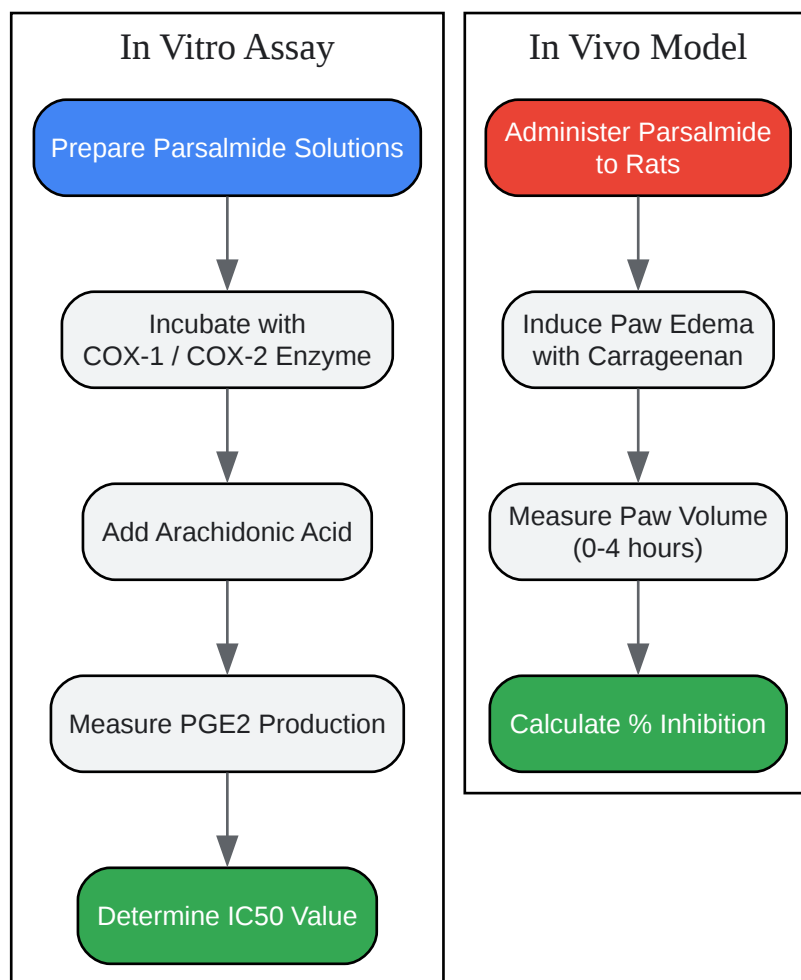 In Vitro Assay
Prepare Parsalmide Solutions
Incubate with
COX-1 / COX-2 Enzyme
Add Arachidonic Acid
Measure PGE2 Production
Determine IC50 Value
In Vivo Model
Administer Parsalmide
to Rats
Induce Paw Edema
with Carrageenan
Measure Paw Volume
(0-4 hours)
Calculate % Inhibition